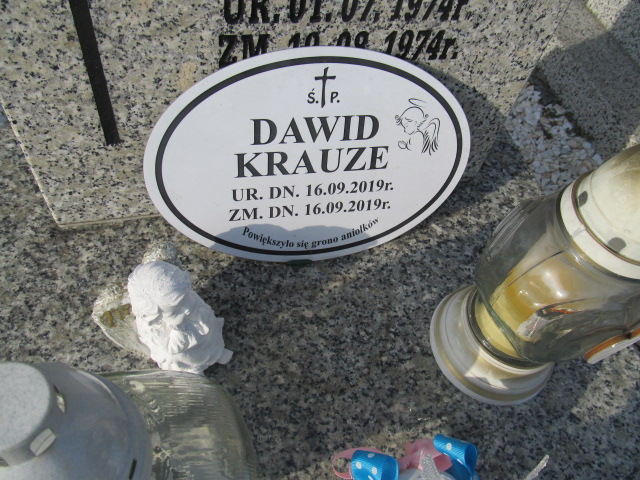 UR. 01.07.1974r.
ZM. 10.08.1974r.
Ś. P.
DAWID
KRAUZE
UR. DN. 16.09.2019r.
ZM. DN. 16.09.2019r.
Powiększyło się grono aniołków